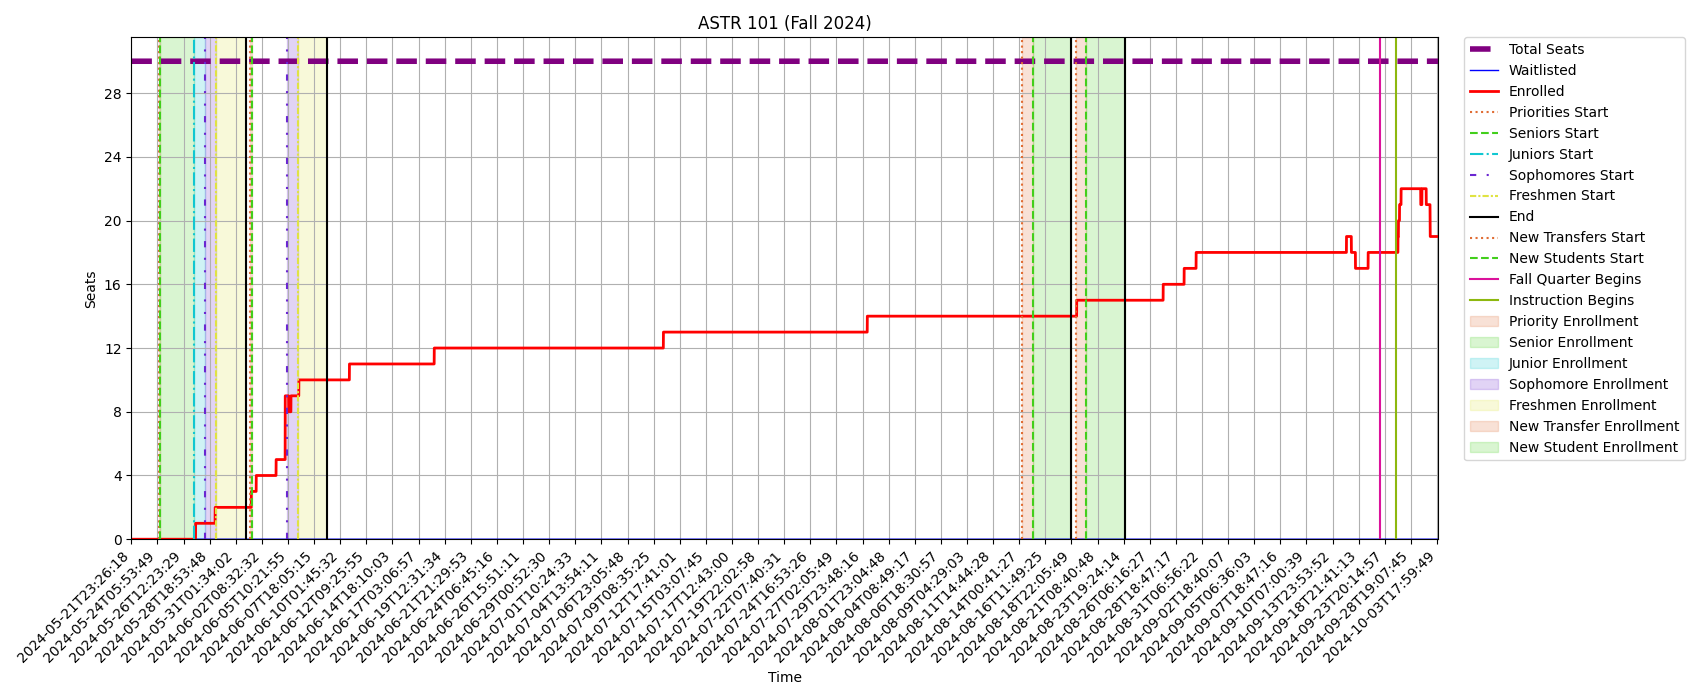 ASTR 101 (Fall 2024)
Seats
28
24
20
16
12
8
4
0
2024-05-21T23:26:18
2024-05-24T05:53:49
2024-05-26T12:23:29
2024-05-28T18:53:48
2024-05-31T01:34:02
2024-06-02T08:32:32
2024-06-05T10:21:55
2024-06-07T18:05:15
2024-06-10T01:45:32
2024-06-12T09:25:55
2024-06-14T18:10:03
2024-06-17T03:06:57
2024-06-19T12:31:34
2024-06-21T21:29:53
2024-06-24T06:45:16
2024-06-26T15:51:11
2024-06-29T00:52:30
2024-07-01T10:24:33
2024-07-04T13:54:11
2024-07-06T23:05:48
2024-07-09T08:35:25
2024-07-12T17:41:01
2024-07-15T03:07:45
2024-07-17T12:43:00
2024-07-19T22:02:58
2024-07-22T07:40:31
2024-07-24T16:53:26
2024-07-27T02:05:49
2024-07-29T23:48:16
2024-08-01T23:04:48
2024-08-04T08:49:17
2024-08-06T18:30:57
2024-08-09T04:29:03
2024-08-11T14:44:28
2024-08-14T00:41:27
2024-08-16T11:49:25
2024-08-18T22:05:49
2024-08-21T08:40:48
2024-08-23T19:24:14
2024-08-26T06:16:27
2024-08-28T18:47:17
2024-08-31T06:56:22
2024-09-02T18:40:07
2024-09-05T06:36:03
2024-09-07T18:47:16
2024-09-10T07:00:39
2024-09-13T23:53:52
2024-09-18T21:41:13
2024-09-23T20:14:57
2024-09-28T19:07:45
2024-10-03T17:59:49
Time
Total Seats
Waitlisted
Enrolled
Priorities Start
Seniors Start
Juniors Start
Sophomores Start
Freshmen Start
End
New Transfers Start
New Students Start
Fall Quarter Begins
Instruction Begins
Priority Enrollment
Senior Enrollment
Junior Enrollment
Sophomore Enrollment
Freshmen Enrollment
New Transfer Enrollment
New Student Enrollment